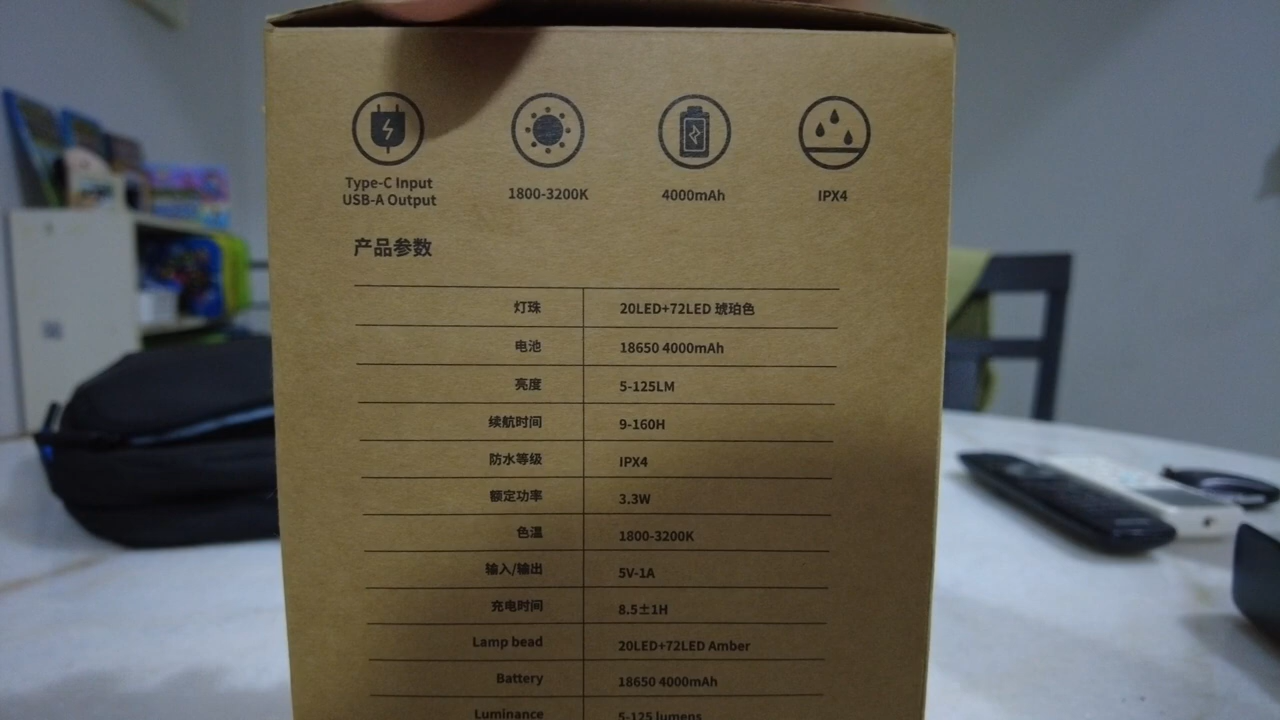 Type-C Input
USB-A Output
1800-3200K
4000mAh
IPX4
产品参数
灯珠 20LED+72LED 琥珀色
电池 18650 4000mAh
亮度 5-125LM
续航时间 9-160H
防水等级 IPX4
额定功率 3.3W
色温 1800-3200K
输入/输出 5V-1A
充电时间 8.5±1H
Lamp bead 20LED+72LED Amber
Battery 18650 4000mAh
Luminance 5-125 lumens